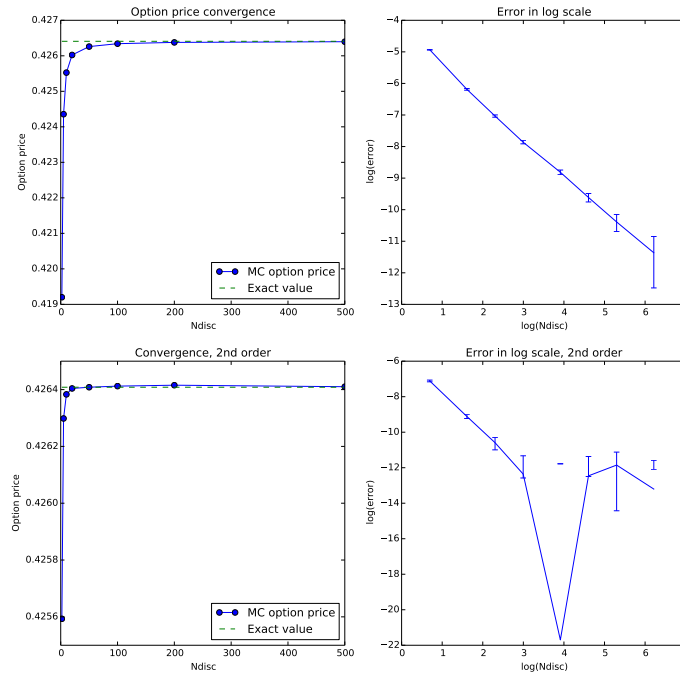 Option price convergence
0.427
0.426
0.425
0.424
0.423
0.422
0.421
0.420
0.419
Option price
0 100 200 300 400 500
Ndisc
MC option price
Exact value
Error in log scale
−4
−5
−6
−7
−8
−9
−10
−11
−12
−13
log(error)
0 1 2 3 4 5 6
log(Ndisc)
Convergence, 2nd order
0.4264
0.4262
0.4260
0.4258
0.4256
Option price
0 100 200 300 400 500
Ndisc
MC option price
Exact value
Error in log scale, 2nd order
−6
−8
−10
−12
−14
−16
−18
−20
−22
log(error)
0 1 2 3 4 5 6
log(Ndisc)